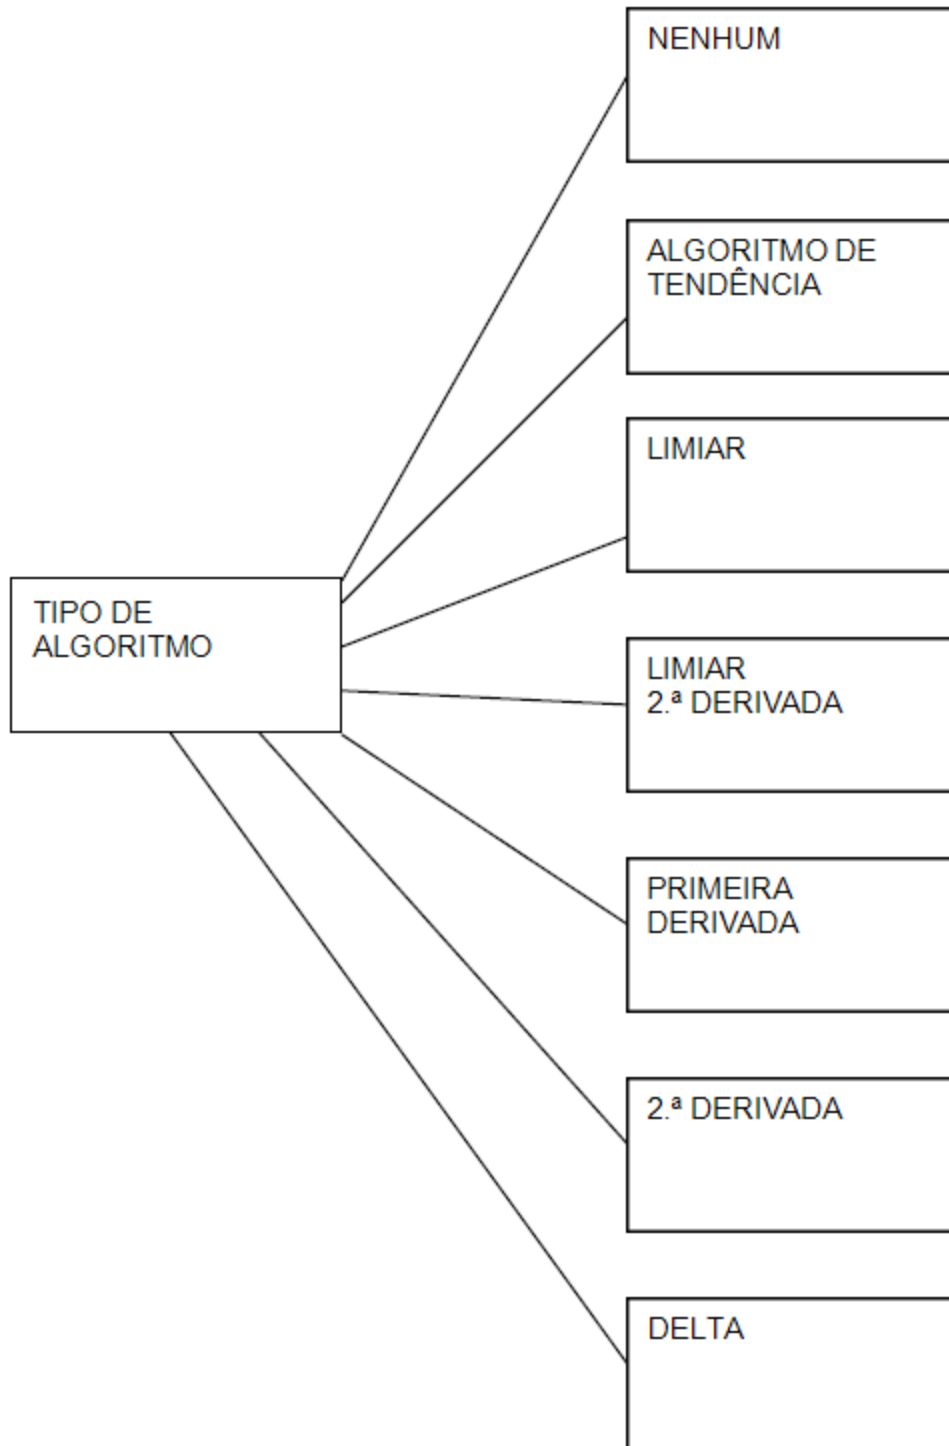 NENHUM
ALGORITMO DE
TENDÊNCIA
LIMIAR
TIPO DE
ALGORITMO
LIMIAR
2.ª DERIVADA
PRIMEIRA
DERIVADA
2.ª DERIVADA
DELTA